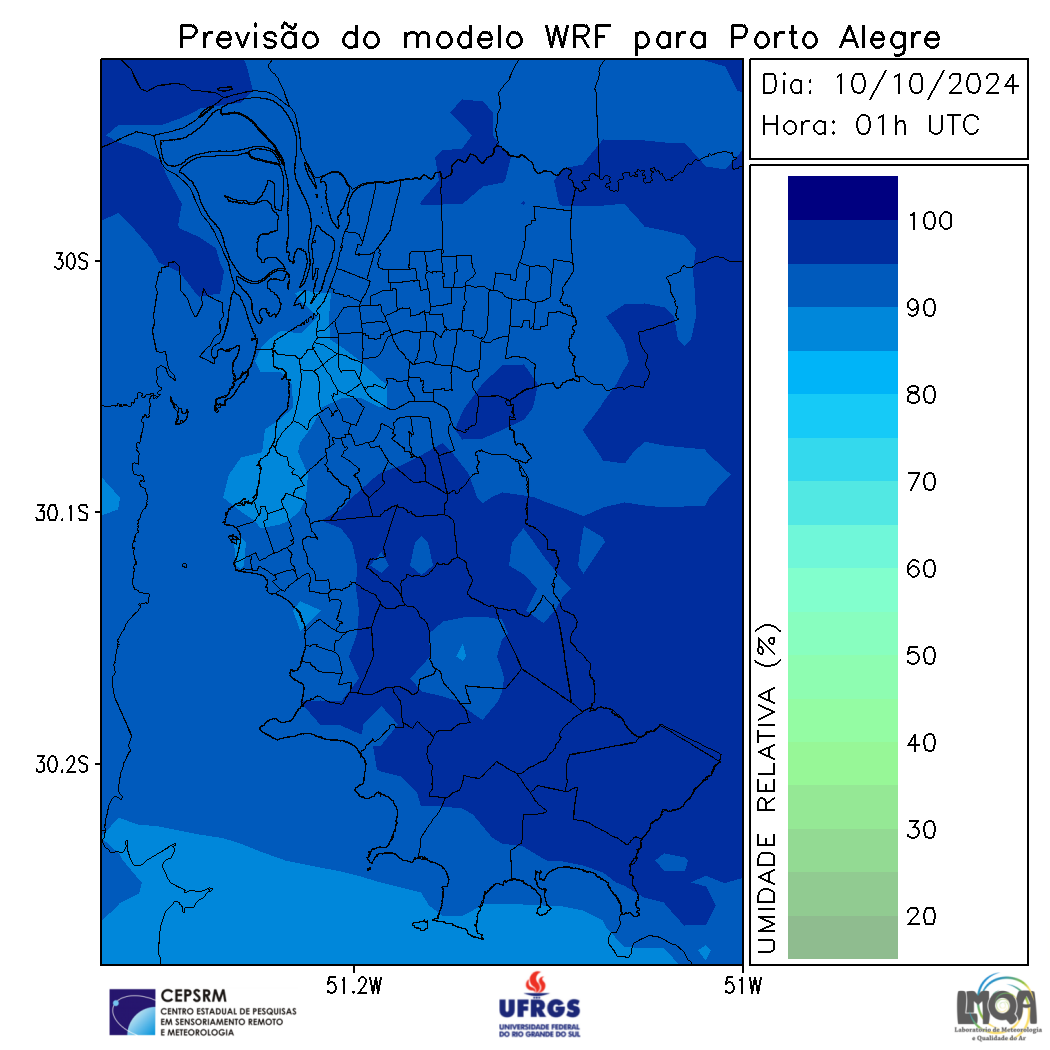 Previsão do modelo WRF para Porto Alegre
Dia: 10/10/2024
Hora: 01h UTC
100
90
80
70
60
50
40
30
20
UMIDADE RELATIVA (%)
30S
30.1S
30.2S
51.2W
51W
CEPSRM
CENTRO ESTADUAL DE PESQUISAS
EM SENSORIAMENTO REMOTO
E METEOROLOGIA
UFRGS
UNIVERSIDADE FEDERAL
DO RIO GRANDE DO SUL
LMQA
Laboratório de Meteorologia
e Qualidade do Ar